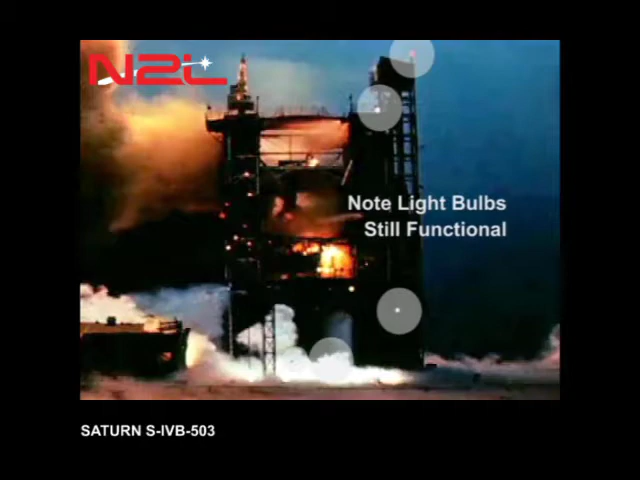 N2L
Note Light Bulbs
Still Functional
SATURN S-IVB-503